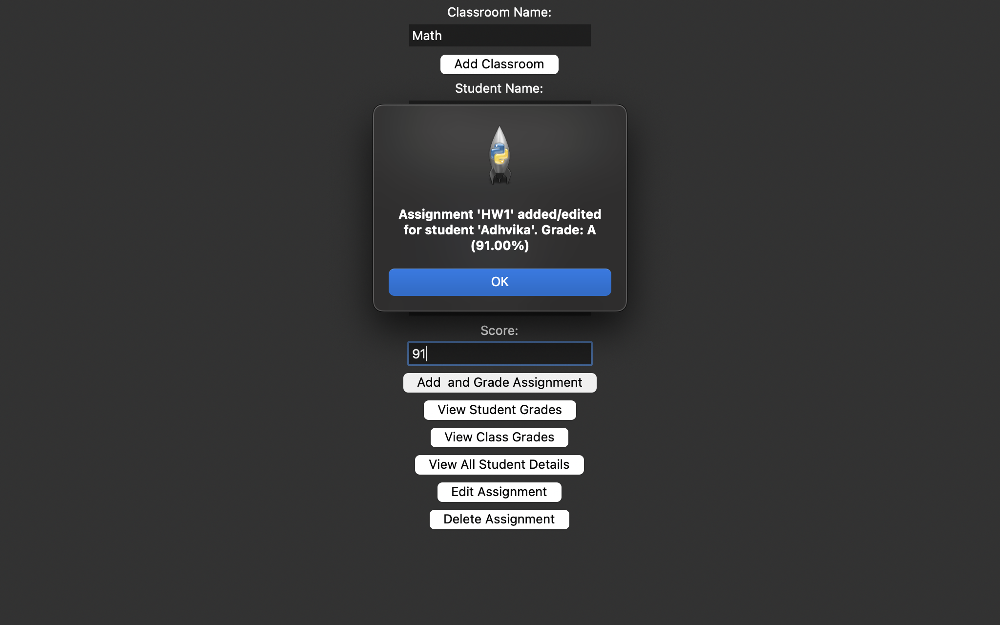 Classroom Name:
Math
Add Classroom
Student Name:
Assignment 'HW1' added/edited
for student 'Adhvika'. Grade: A
(91.00%)
OK
Score:
91
Add  and Grade Assignment
View Student Grades
View Class Grades
View All Student Details
Edit Assignment
Delete Assignment